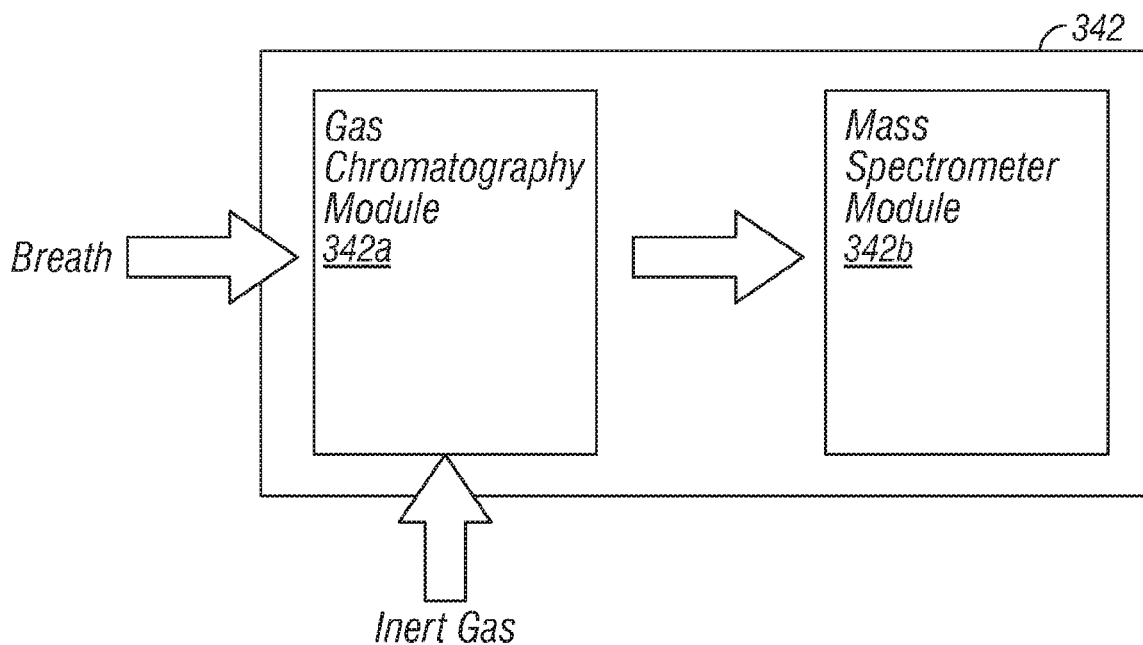 342
Gas
Chromatography
Module
342a
Mass
Spectrometer
Module
342b
Breath
Inert Gas